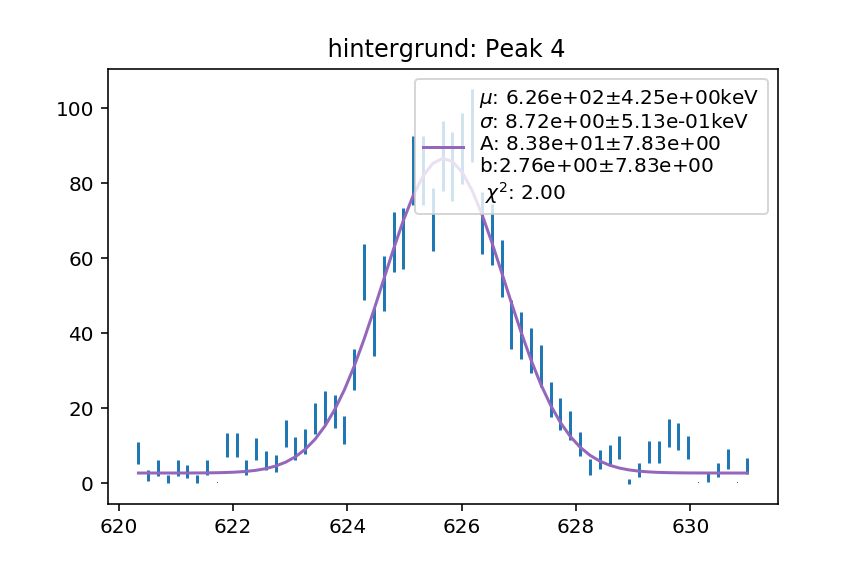 hintergrund: Peak 4
μ: 6.26e+02±4.25e+00keV
σ: 8.72e+00±5.13e-01keV
A: 8.38e+01±7.83e+00
b:2.76e+00±7.83e+00
χ²: 2.00
100
80
60
40
20
0
620 622 624 626 628 630